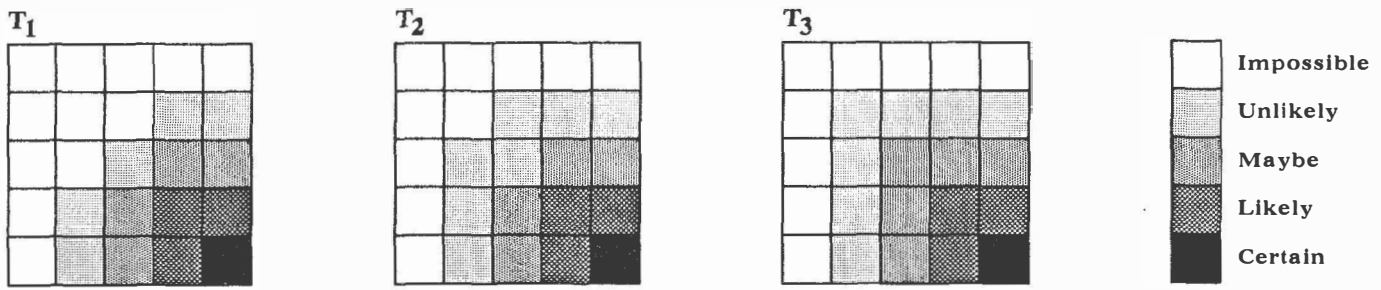 T1
T2
T3
Impossible
Unlikely
Maybe
Likely
Certain